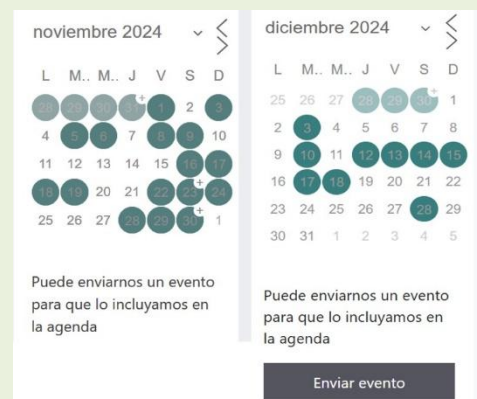 noviembre 2024
L M.. M.. J V S D
28 29 30 31 + 1 2 3
4 5 6 7 8 9 10
11 12 13 14 15 16 17
18 19 20 21 22 23 + 24
25 26 27 28 29 30 + 1
Puede enviarnos un evento
para que lo incluyamos en
la agenda
diciembre 2024
L M.. M.. J V S D
25 26 27 28 29 30 + 1
2 3 4 5 6 7 8
9 10 11 12 13 14 15
16 17 18 19 20 21 22
23 24 25 26 27 28 29
30 31 1 2 3 4 5
Puede enviarnos un evento
para que lo incluyamos en
la agenda
Enviar evento